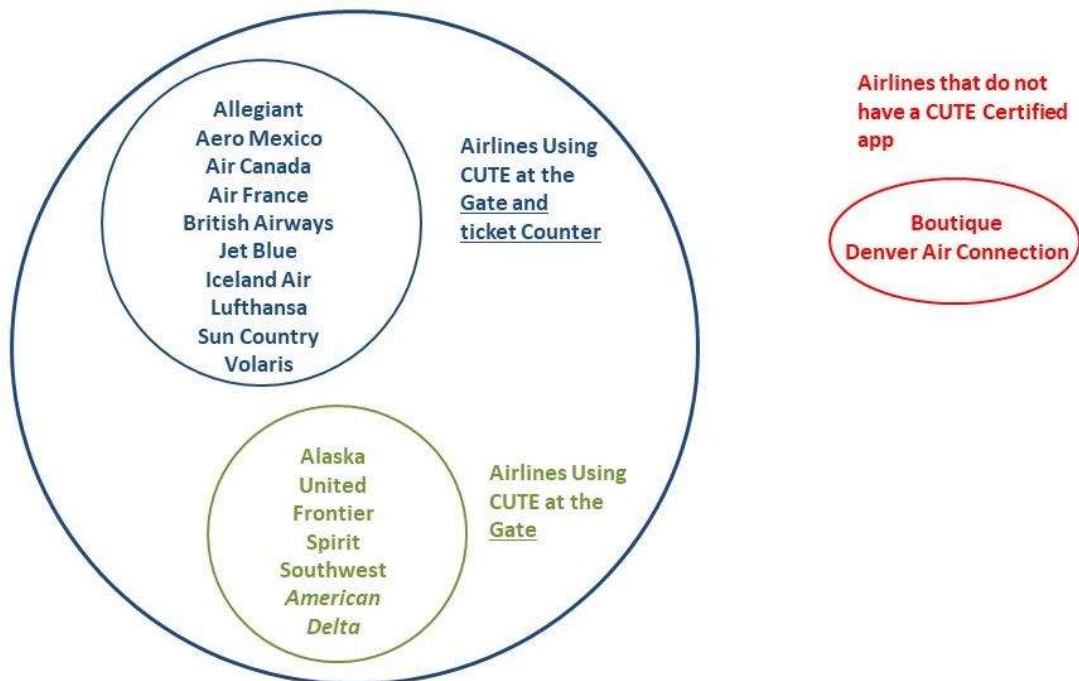 Allegiant
Aero Mexico
Air Canada
Air France
British Airways
Jet Blue
Iceland Air
Lufthansa
Sun Country
Volaris
Airlines Using
CUTE at the
Gate and
ticket Counter
Alaska
United
Frontier
Spirit
Southwest
American
Delta
Airlines Using
CUTE at the
Gate
Airlines that do not
have a CUTE Certified
app
Boutique
Denver Air Connection